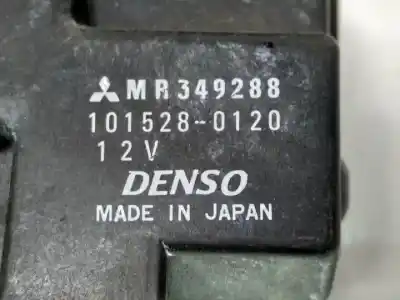 MR349288
101528-0120
12V
DENSO
MADE IN JAPAN